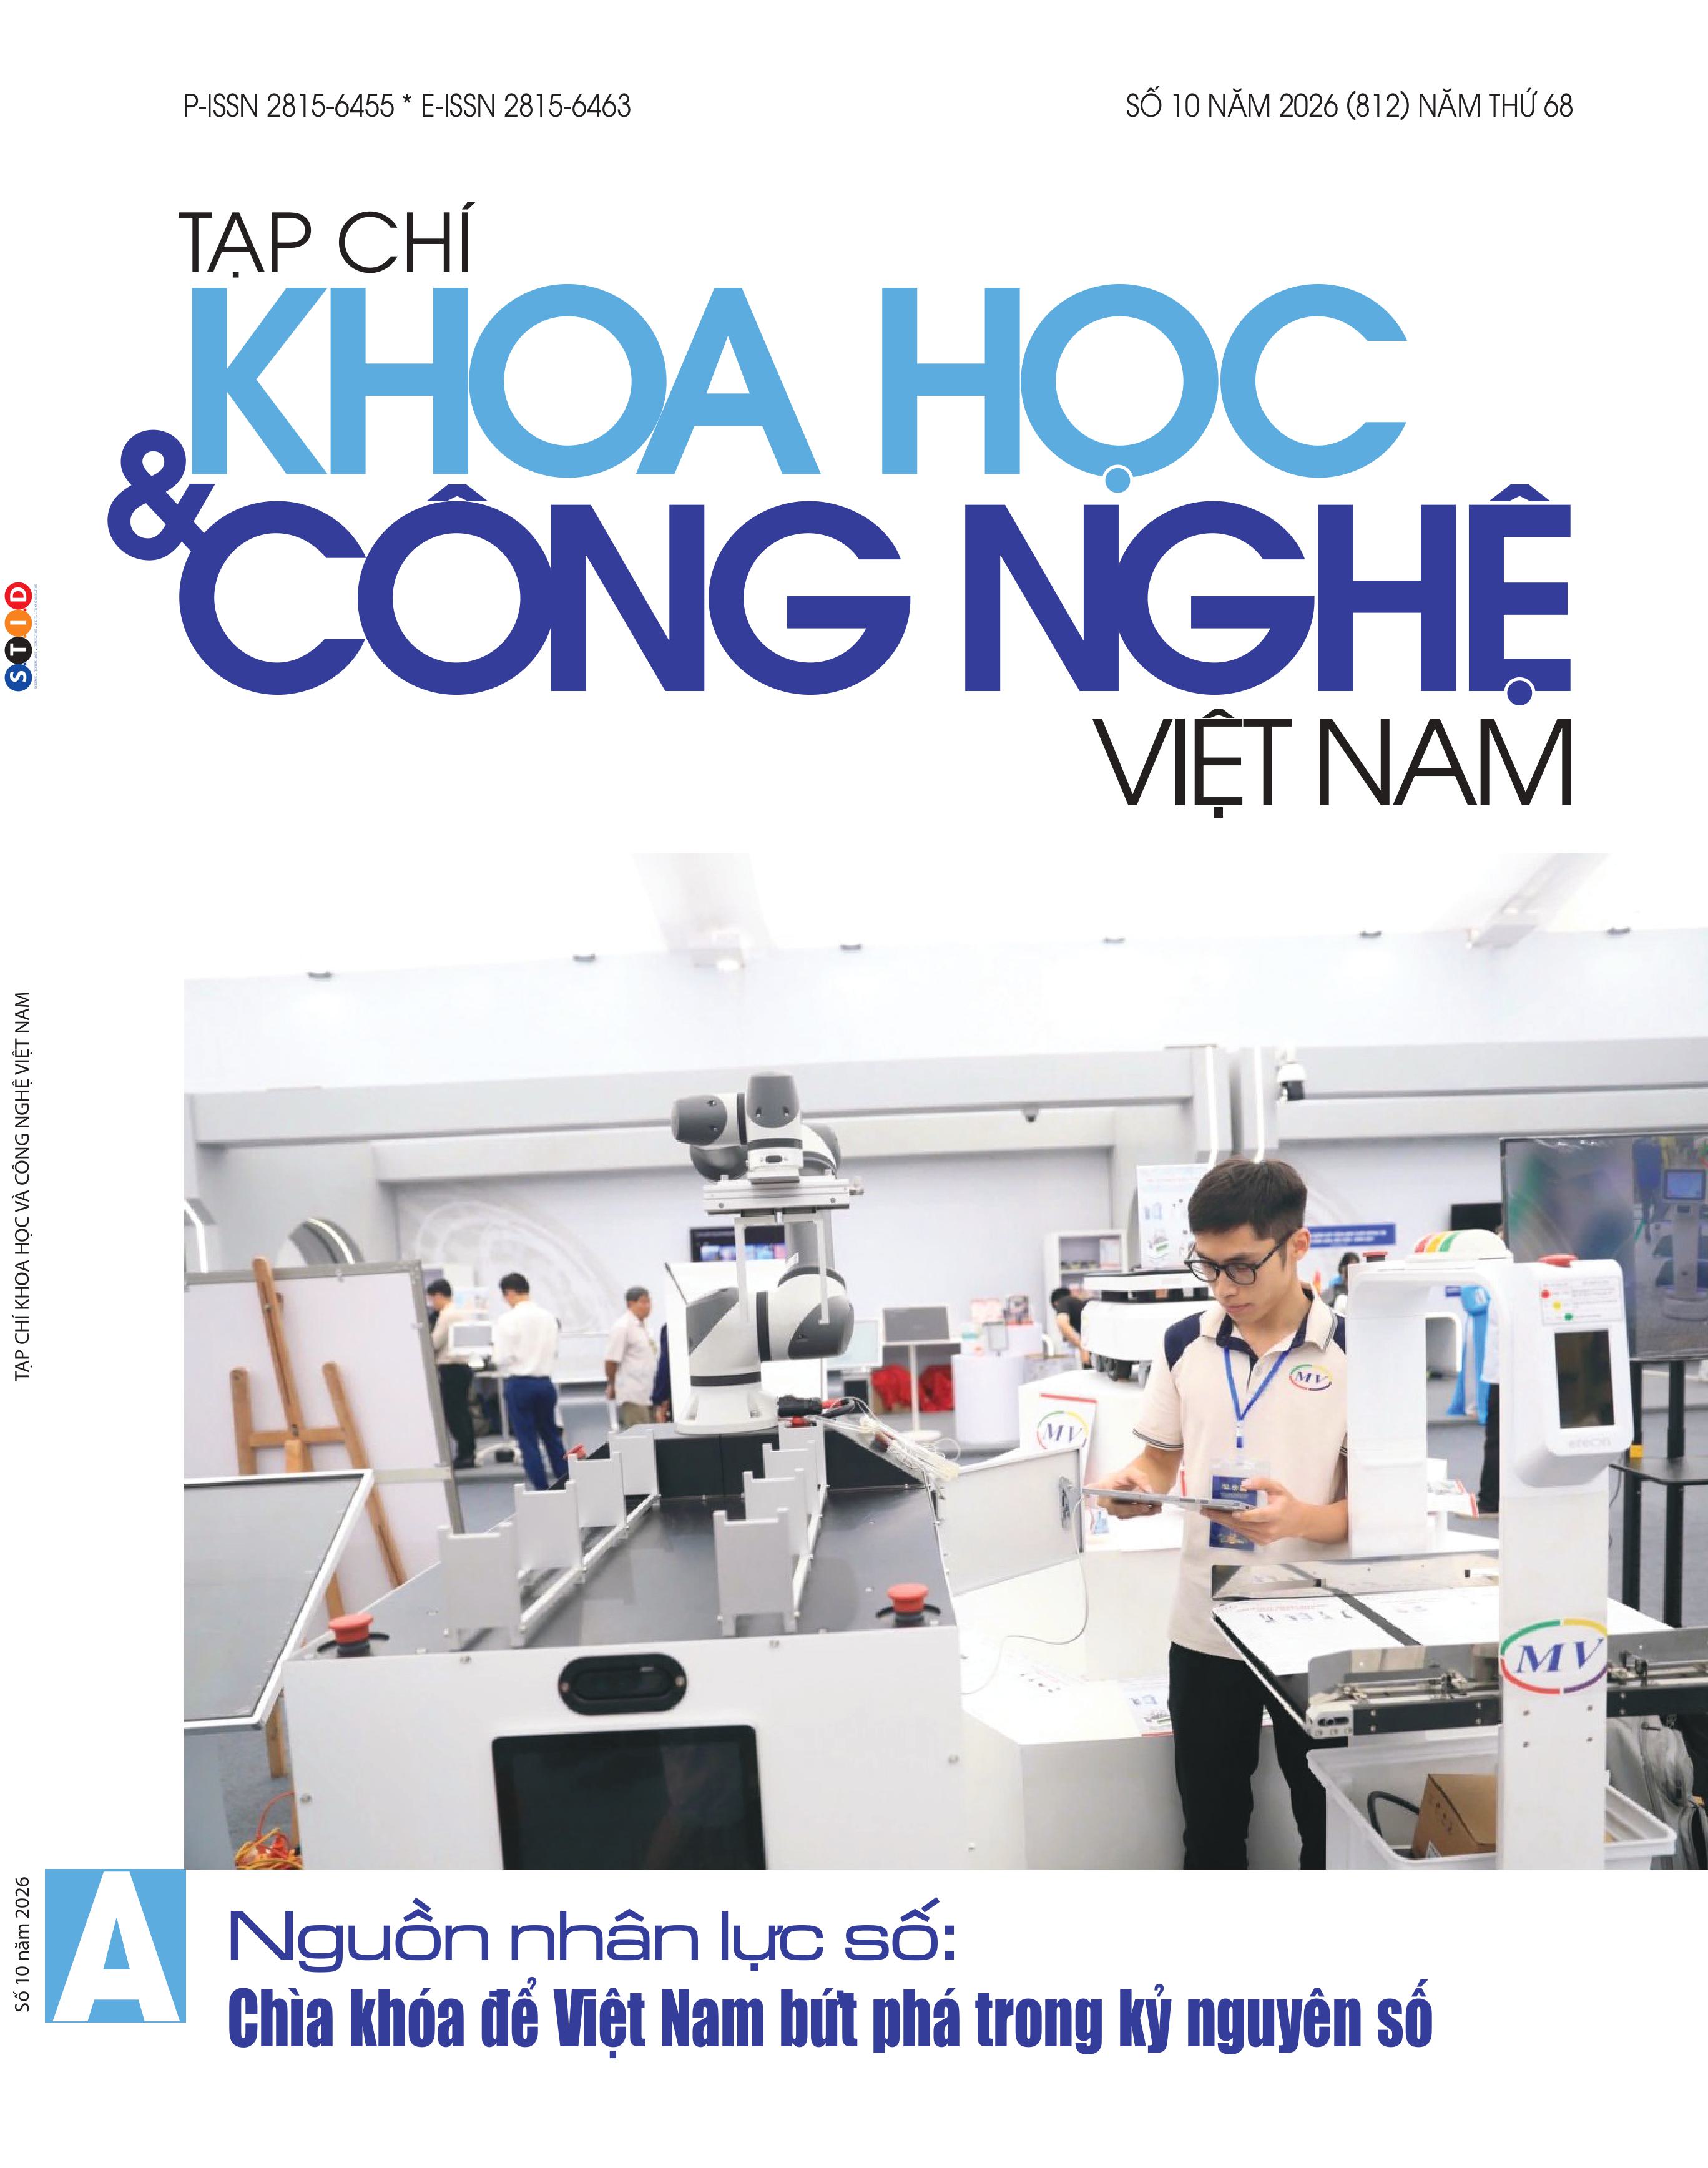 P-ISSN 2815-6455 * E-ISSN 2815-6463
SỐ 10 NĂM 2026 (812) NĂM THỨ 68
TẠP CHÍ
KHOA HỌC
& CÔNG NGHỆ
VIỆT NAM
STID
TẠP CHÍ KHOA HỌC VÀ CÔNG NGHỆ VIỆT NAM
MV
MV
MV
Số 10 năm 2026
A
Nguồn nhân lực số:
Chìa khóa để Việt Nam bứt phá trong kỷ nguyên số